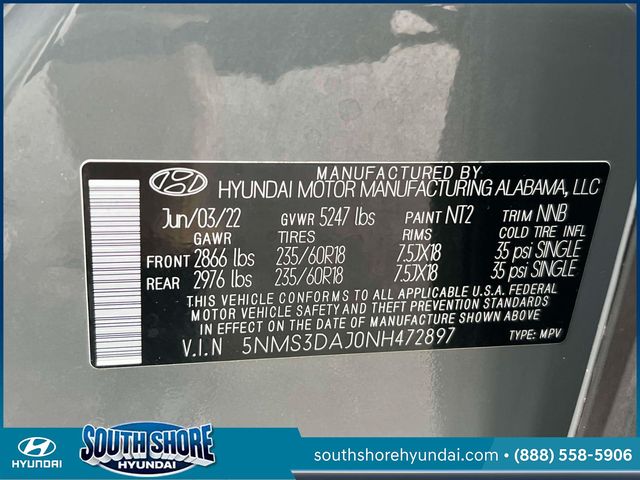 MANUFACTURED BY
HYUNDAI MOTOR MANUFACTURING ALABAMA, LLC
Jun/03/22 GVWR 5247 lbs PAINT NT2 TRIM NNB
GAWR TIRES RIMS COLD TIRE INFL
FRONT 2866 lbs 235/60R18 7.5JX18 35 psi SINGLE
REAR 2976 lbs 235/60R18 7.5JX18 35 psi SINGLE
THIS VEHICLE CONFORMS TO ALL APPLICABLE U.S.A. FEDERAL
MOTOR VEHICLE SAFETY AND THEFT PREVENTION STANDARDS
IN EFFECT ON THE DATE OF MANUFACTURE SHOWN ABOVE.
V.I.N 5NMS3DAJ0NH472897 TYPE: MPV
HYUNDAI
SOUTH SHORE
HYUNDAI
southshorehyundai.com • (888) 558-5906